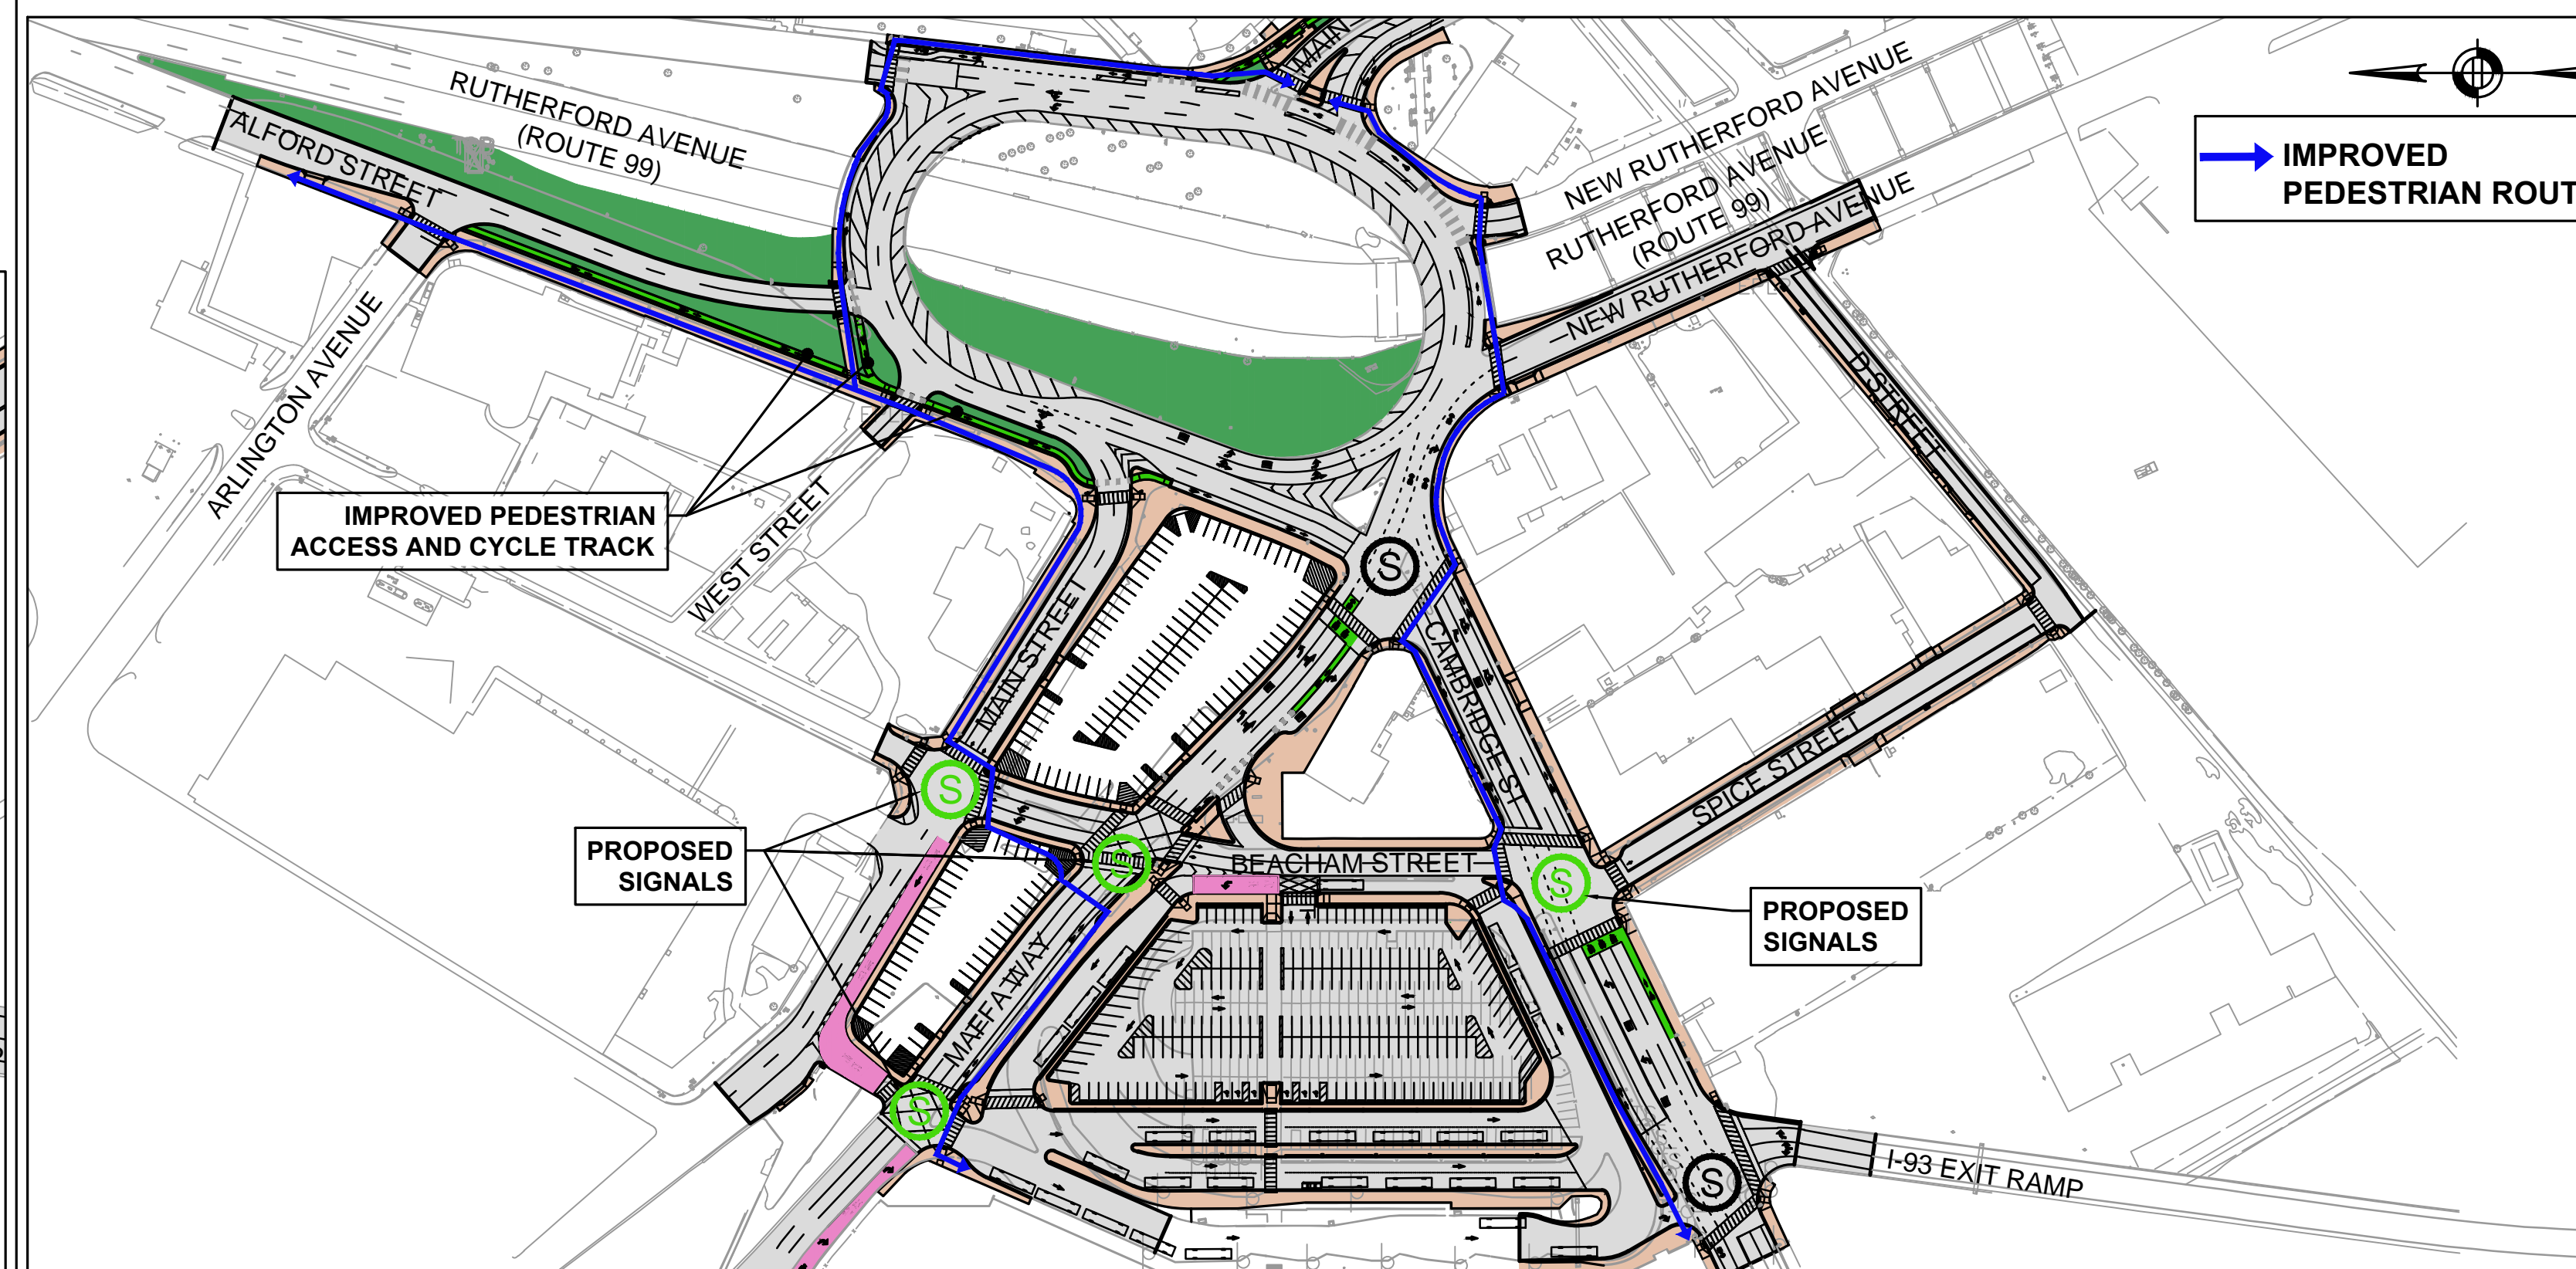 MAIN
RUTHERFORD AVENUE
(ROUTE 99)
ALFORD STREET
NEW RUTHERFORD AVENUE
RUTHERFORD AVENUE
(ROUTE 99)
NEW RUTHERFORD AVENUE
IMPROVED
PEDESTRIAN ROUT
ARLINGTON AVENUE
D STREET
IMPROVED PEDESTRIAN
ACCESS AND CYCLE TRACK
WEST STREET
S
MAIN STREET
CAMBRIDGE ST
SPICE STREET
S
PROPOSED
SIGNALS
S
BEACHAM STREET
S
PROPOSED
SIGNALS
MAFFA WAY
S
S
I-93 EXIT RAMP